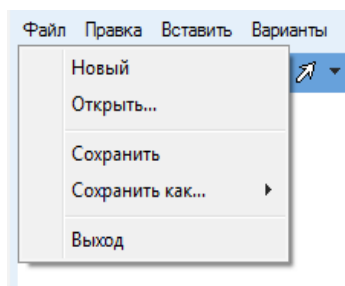 Файл Правка Вставить Варианты
Новый
Открыть...
Сохранить
Сохранить как...
Выход